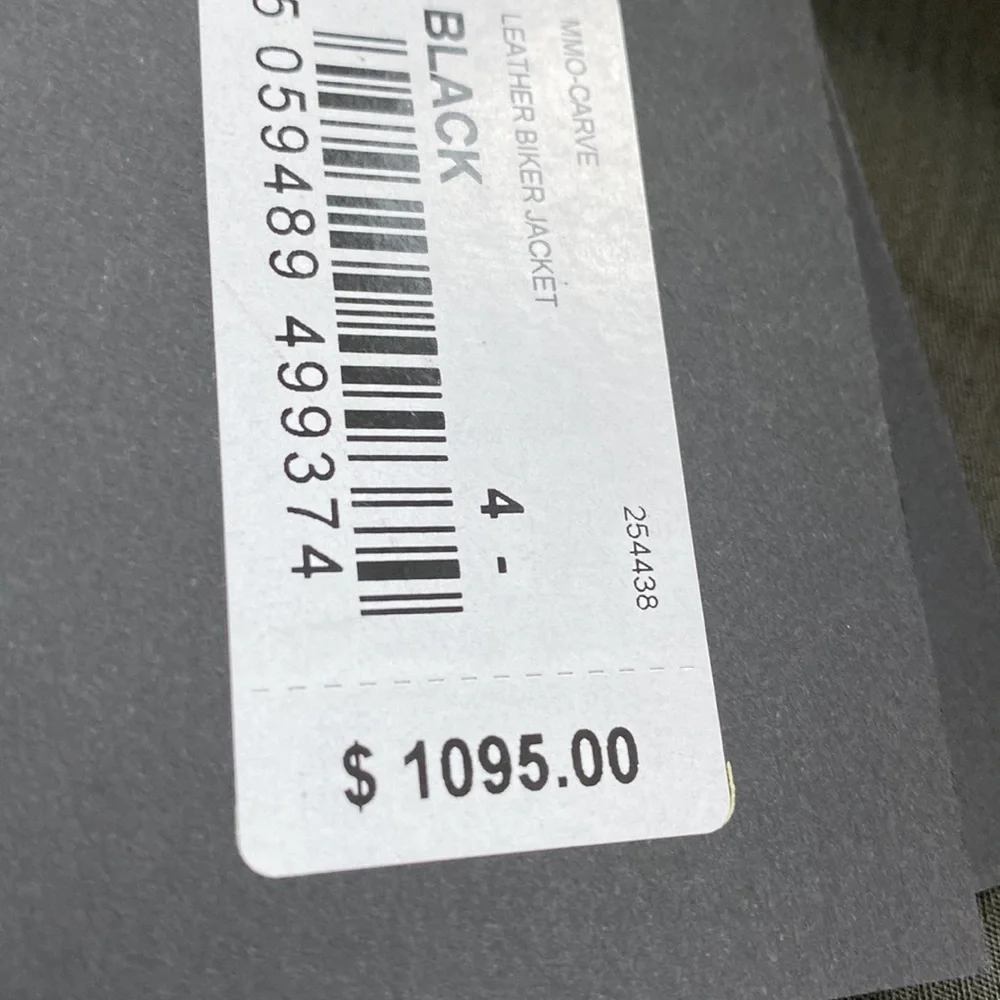 MMO-CARVE 254438
LEATHER BIKER JACKET
BLACK 4 -
5 059489 499374
$ 1095.00